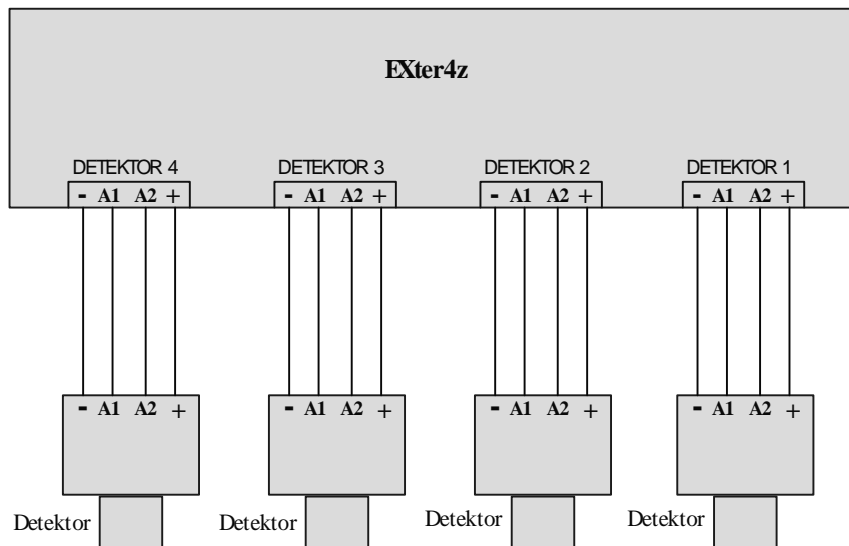 EXter4z
DETEKTOR 4 DETEKTOR 3 DETEKTOR 2 DETEKTOR 1
- A1 A2 + - A1 A2 + - A1 A2 + - A1 A2 +
- A1 A2 + - A1 A2 + - A1 A2 + - A1 A2 +
Detektor Detektor Detektor Detektor